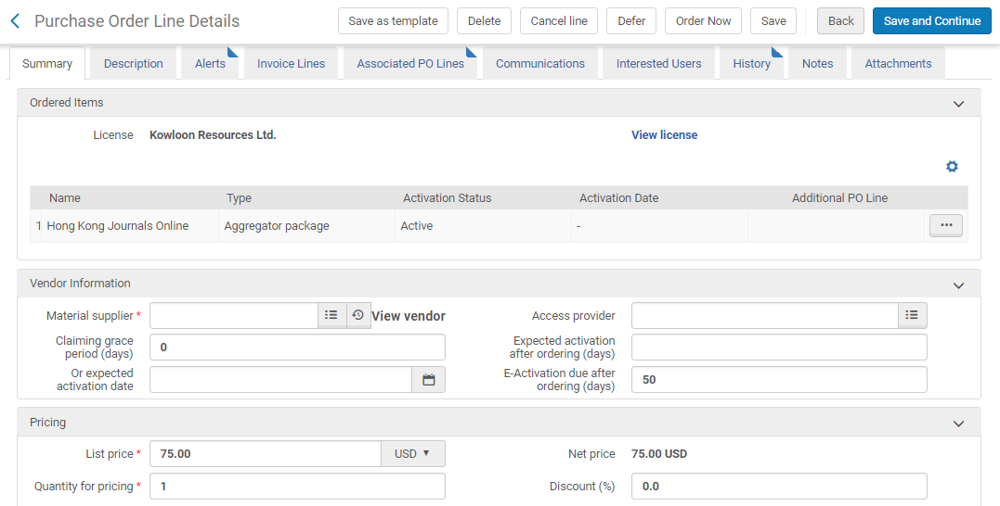 Purchase Order Line Details Save as template Delete Cancel line Defer Order Now Save Back Save and Continue
Summary Description Alerts Invoice Lines Associated PO Lines Communications Interested Users History Notes Attachments
Ordered Items
License Kowloon Resources Ltd. View license
Name Type Activation Status Activation Date Additional PO Line
1 Hong Kong Journals Online Aggregator package Active - ...
Vendor Information
Material supplier * View vendor Access provider
Claiming grace period (days) 0 Expected activation after ordering (days)
Or expected activation date E-Activation due after ordering (days) 50
Pricing
List price * 75.00 USD Net price 75.00 USD
Quantity for pricing * 1 Discount (%) 0.0